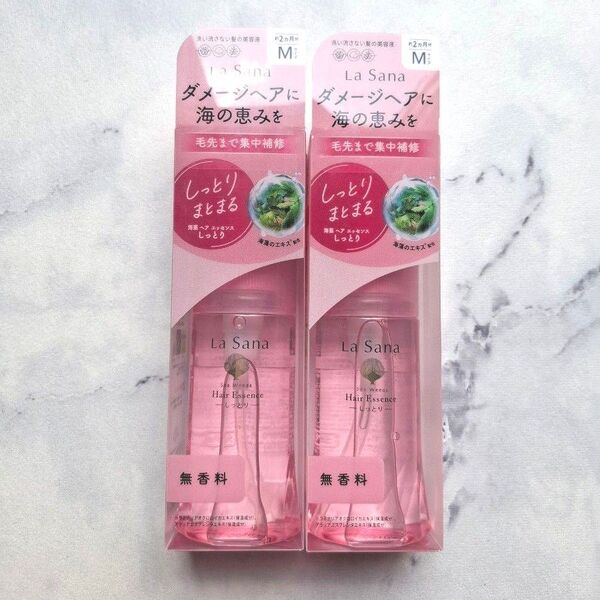 洗い流さない髪の美容液
約2ヵ月分
Mサイズ
La Sana
ダメージヘアに
海の恵みを
毛先まで集中補修
しっとり
まとまる
海藻 ヘア エッセンス
しっとり
海藻のエキス
La Sana
Sea Weeds
Hair Essence
しっとり
無香料
洗い流さない髪の美容液
約2ヵ月分
Mサイズ
La Sana
ダメージヘアに
海の恵みを
毛先まで集中補修
しっとり
まとまる
海藻 ヘア エッセンス
しっとり
海藻のエキス
La Sana
Sea Weeds
Hair Essence
しっとり
無香料